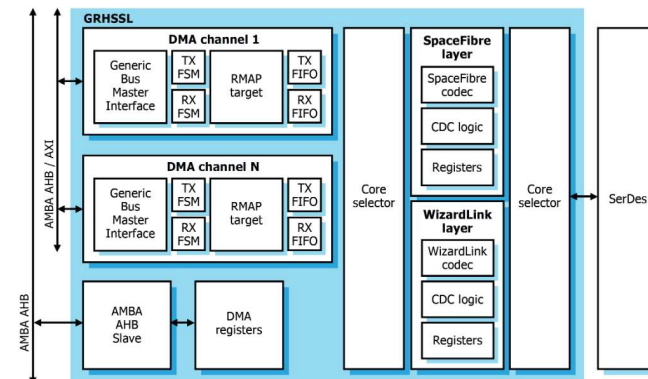 GRHSSL
DMA channel 1
Generic
Bus
Master
Interface
TX
FSM
RX
FSM
RMAP
target
TX
FIFO
RX
FIFO
DMA channel N
Generic
Bus
Master
Interface
TX
FSM
RX
FSM
RMAP
target
TX
FIFO
RX
FIFO
AMBA
AHB
Slave
DMA
registers
Core
selector
SpaceFibre
layer
SpaceFibre
codec
CDC logic
Registers
WizardLink
layer
WizardLink
codec
CDC logic
Registers
Core
selector
SerDes
AMBA AHB / AXI
AMBA AHB